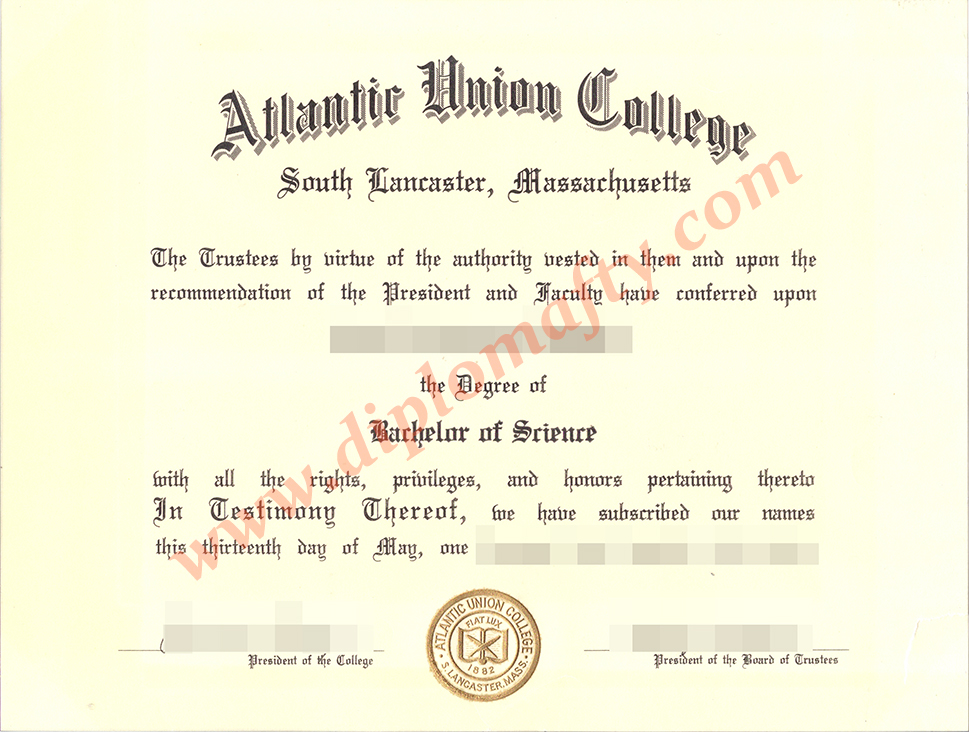 Atlantic Union College
South Lancaster, Massachusetts
The Trustees by virtue of the authority vested in them and upon the
recommendation of the President and Faculty have conferred upon
the Degree of
Bachelor of Science
with all the rights, privileges, and honors pertaining thereto
In Testimony Thereof, we have subscribed our names
this thirteenth day of May, one
President of the College
President of the Board of Trustees
ATLANTIC UNION COLLEGE
FIAT LUX
1882
S. LANCASTER, MASS.
www.diplomafty.com